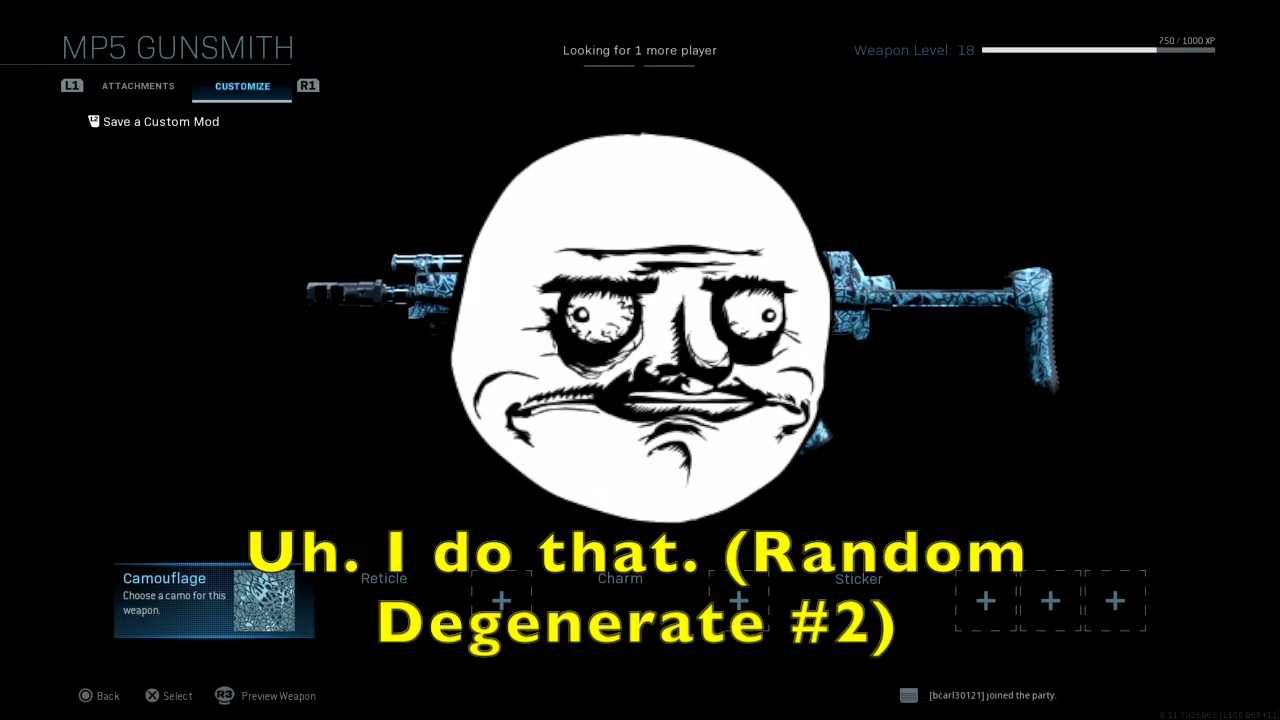 MP5 GUNSMITH
Looking for 1 more player
Weapon Level: 18
750 / 1000 XP
L1
ATTACHMENTS
CUSTOMIZE
R1
L2 Save a Custom Mod
Uh. I do that. (Random
Degenerate #2)
Camouflage
Choose a camo for this
weapon.
Reticle
Charm
Sticker
Back
Select
R3 Preview Weapon
[bcarl30121] joined the party.